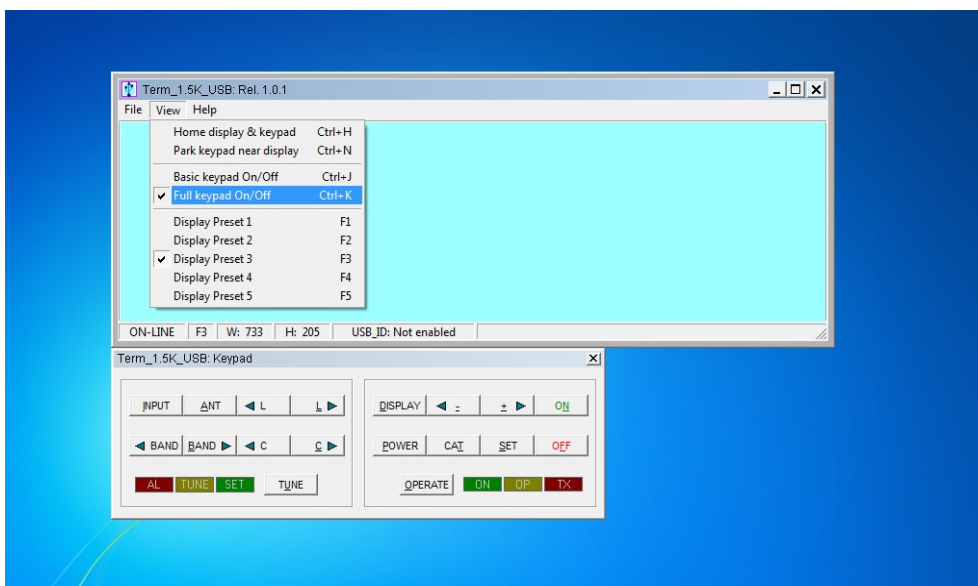 Term_1.5K_USB: Rel. 1.0.1
File View Help
Home display & keypad Ctrl+H
Park keypad near display Ctrl+N
Basic keypad On/Off Ctrl+J
Full keypad On/Off Ctrl+K
Display Preset 1 F1
Display Preset 2 F2
Display Preset 3 F3
Display Preset 4 F4
Display Preset 5 F5
ON-LINE F3 W: 733 H: 205 USB_ID: Not enabled
Term_1.5K_USB: Keypad
INPUT ANT ◀ L L ▶ DISPLAY ◀ - ± ▶ ON
◀ BAND BAND ▶ ◀ C C ▶ POWER CAT SET OFF
AL TUNE SET TUNE OPERATE ON OP TX